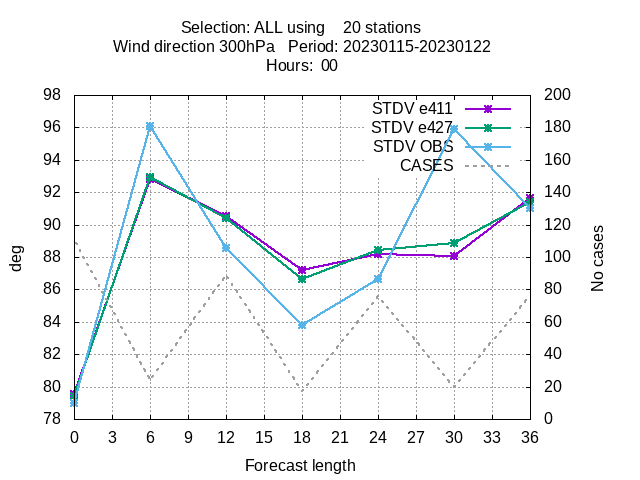 Selection: ALL using    20 stations
Wind direction 300hPa   Period: 20230115-20230122
Hours:  00
98 200
96 180
94 160
92 140
90 120
88 100
86 80
84 60
82 40
80 20
78 0
STDV e411
STDV e427
STDV OBS
CASES
deg
No cases
0 3 6 9 12 15 18 21 24 27 30 33 36
Forecast length